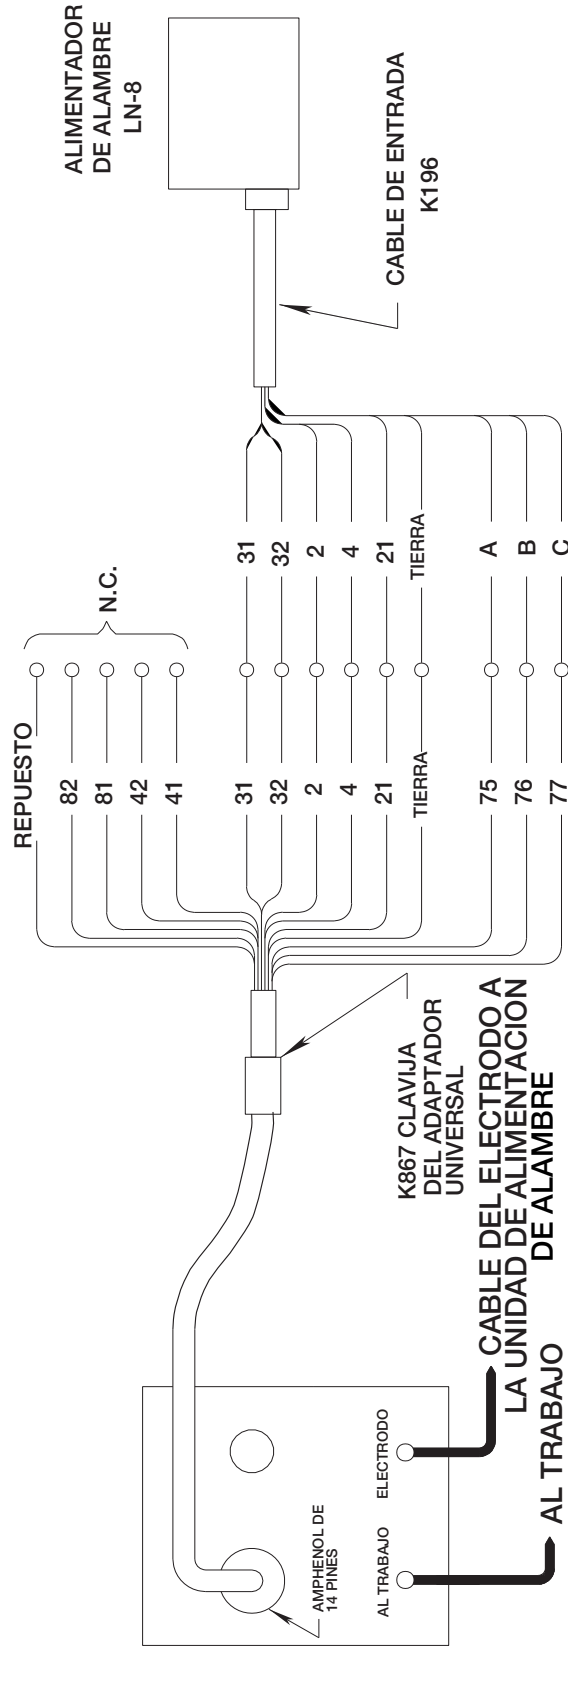 ALIMENTADOR
DE ALAMBRE
LN-8
CABLE DE ENTRADA
K196
N.C.
31
32
2
4
21
TIERRA
A
B
C
REPUESTO
82
81
42
41
31
32
2
4
21
TIERRA
75
76
77
K867 CLAVIJA
DEL ADAPTADOR
UNIVERSAL
CABLE DEL ELECTRODO A
LA UNIDAD DE ALIMENTACION
DE ALAMBRE
AL TRABAJO
AMPHENOL DE
14 PINES
AL TRABAJO
ELECTRODO